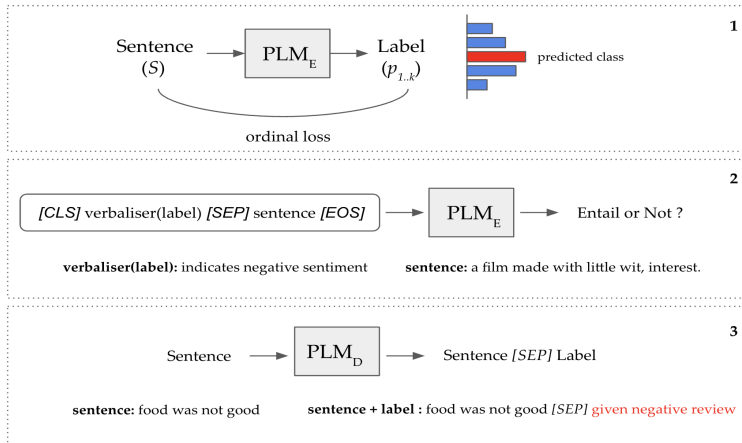 1
Sentence
(S)
PLM_E
Label
(p_1..k)
predicted class
ordinal loss
2
[CLS] verbaliser(label) [SEP] sentence [EOS]
PLM_E
Entail or Not ?
verbaliser(label): indicates negative sentiment
sentence: a film made with little wit, interest.
3
Sentence
PLM_D
Sentence [SEP] Label
sentence: food was not good
sentence + label : food was not good [SEP] given negative review